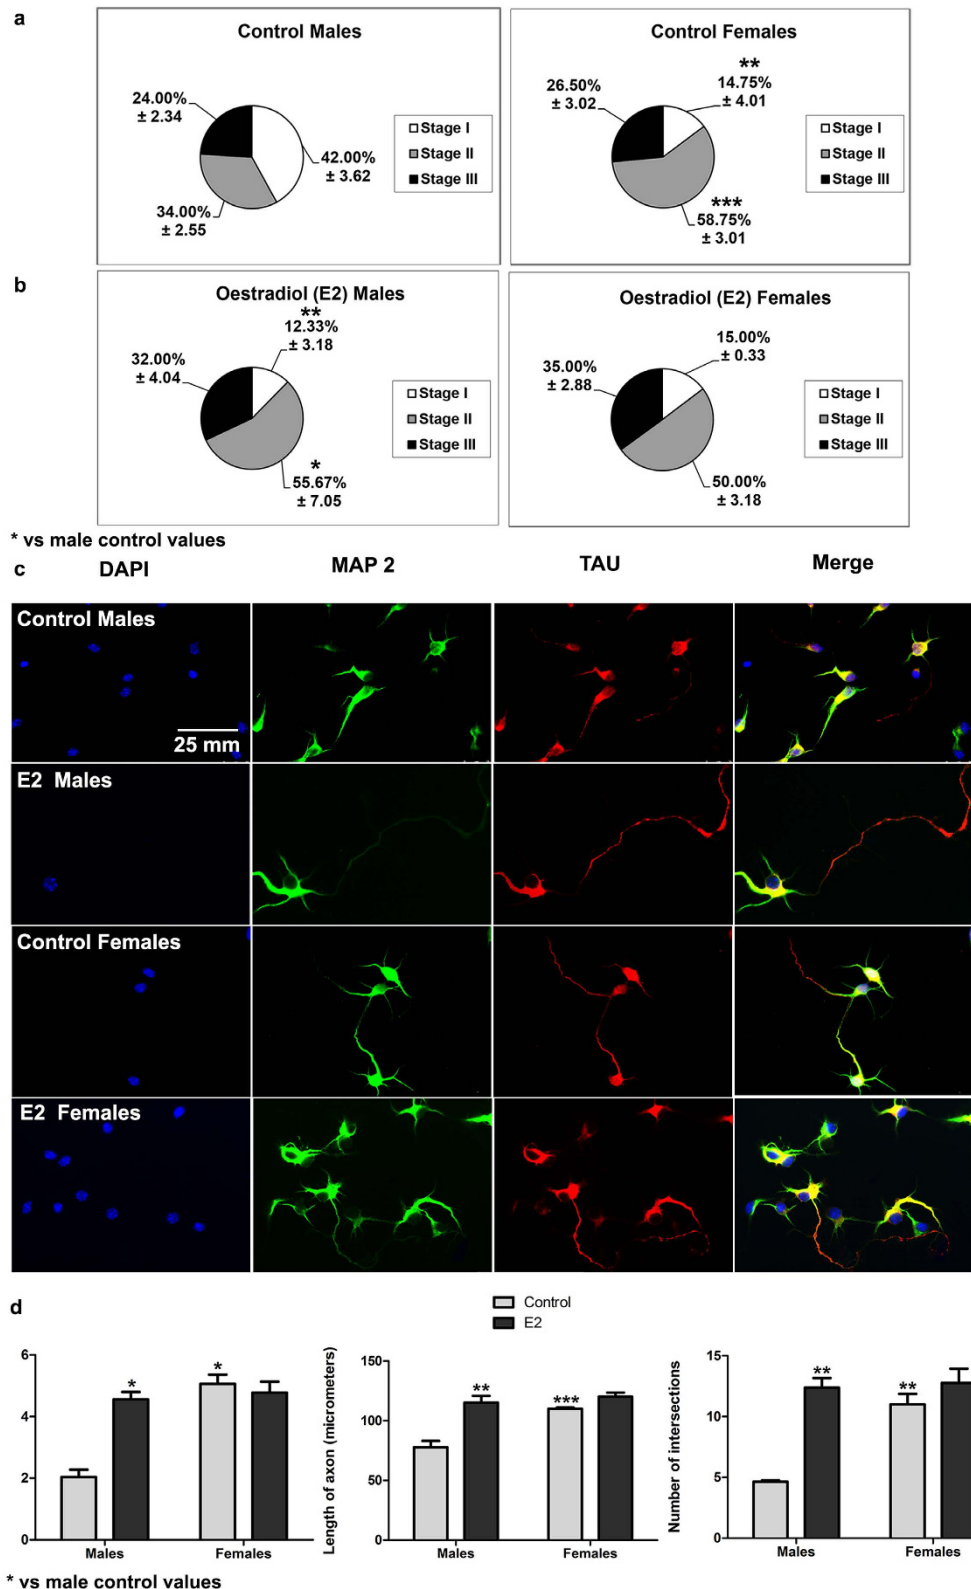 a
Control Males
24.00%
± 2.34
42.00%
± 3.62
34.00%
± 2.55
Stage I
Stage II
Stage III
Control Females
**
14.75%
± 4.01
26.50%
± 3.02
***
58.75%
± 3.01
Stage I
Stage II
Stage III
b
Oestradiol (E2) Males
**
12.33%
± 3.18
32.00%
± 4.04
*
55.67%
± 7.05
Stage I
Stage II
Stage III
Oestradiol (E2) Females
15.00%
± 0.33
35.00%
± 2.88
50.00%
± 3.18
Stage I
Stage II
Stage III
* vs male control values
c
DAPI
MAP 2
TAU
Merge
Control Males
25 mm
E2 Males
Control Females
E2 Females
d
Control
E2
6
4
2
0
*
*
Males
Females
Length of axon (micrometers)
150
100
50
0
**
***
Males
Females
Number of intersections
15
10
5
0
**
**
Males
Females
* vs male control values